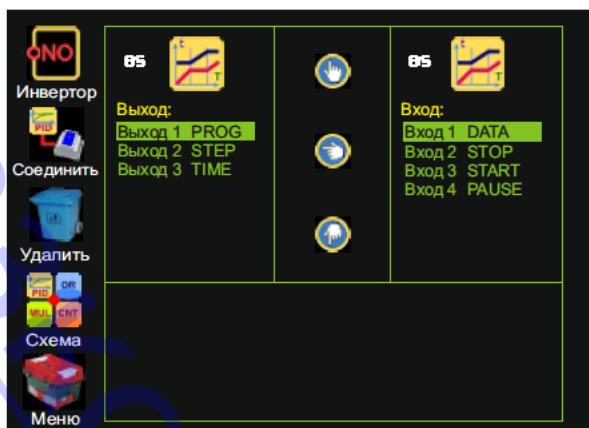 NO
Инвертор
PID
Соединить
Удалить
PID OR
MUL CNT
Схема
Меню
85
t
T
Выход:
Выход 1 PROG
Выход 2 STEP
Выход 3 TIME
85
t
T
Вход:
Вход 1 DATA
Вход 2 STOP
Вход 3 START
Вход 4 PAUSE